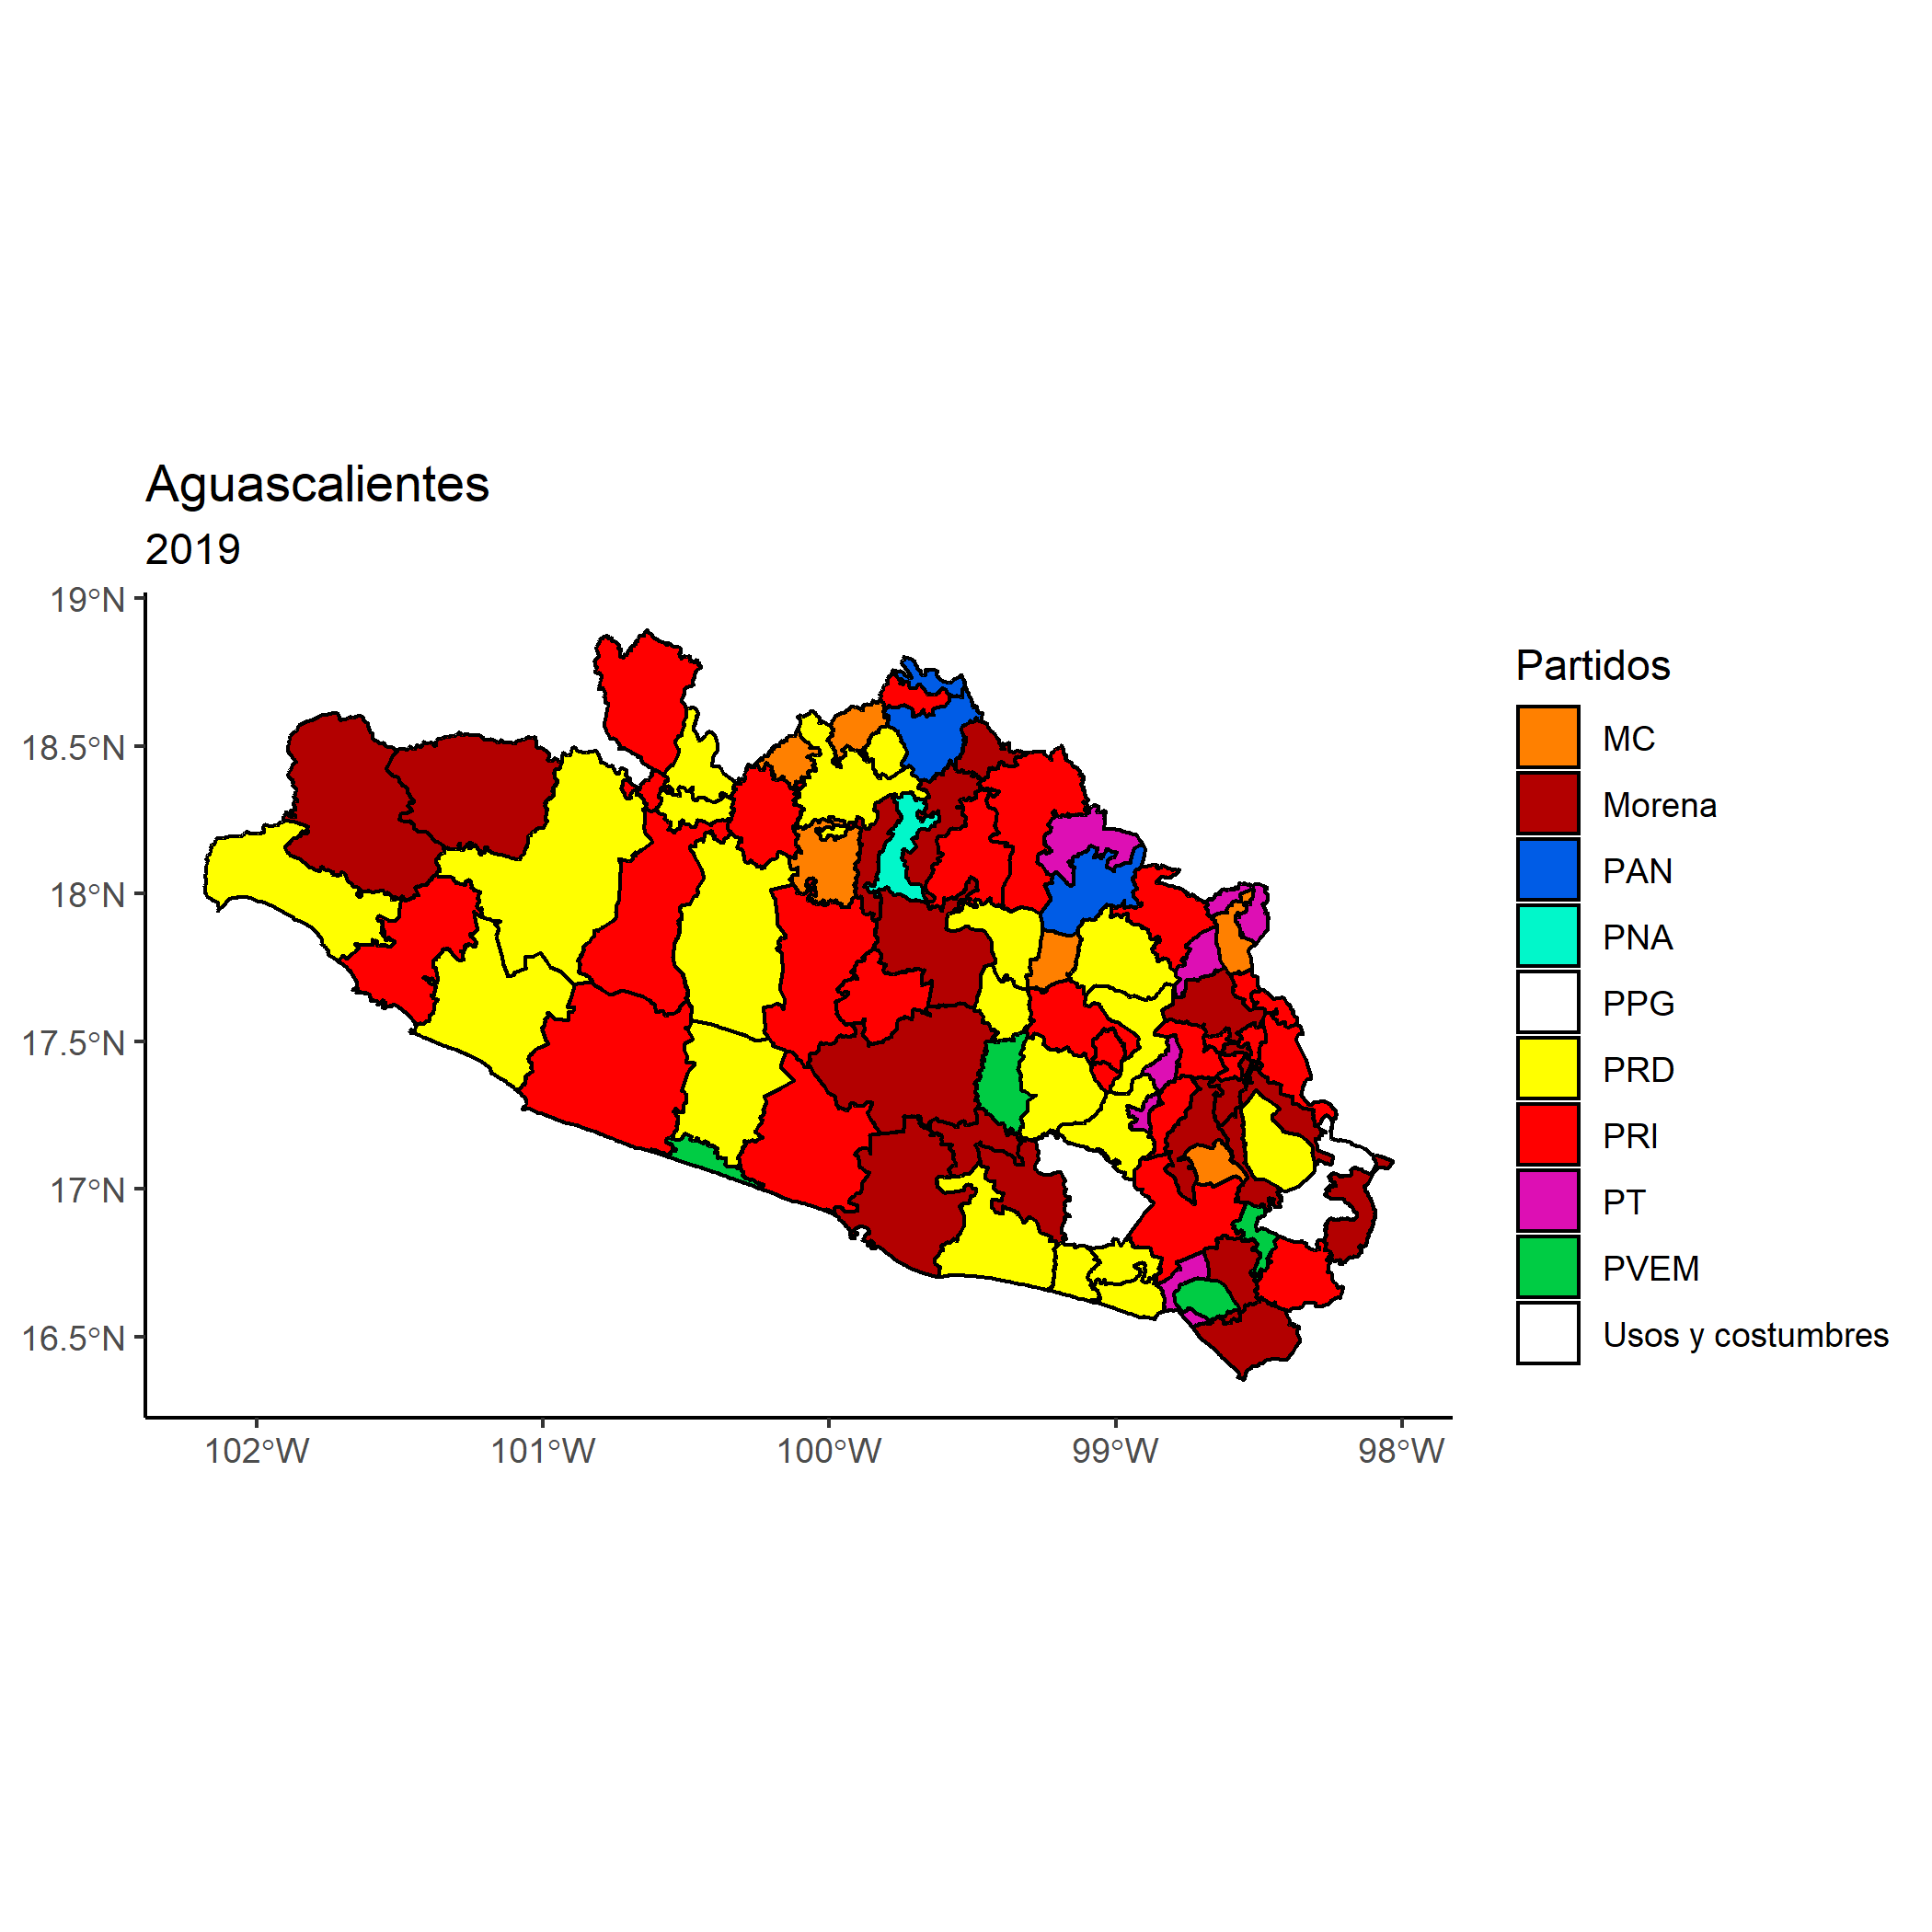 Aguascalientes
2019
19°N
18.5°N
18°N
17.5°N
17°N
16.5°N
102°W
101°W
100°W
99°W
98°W
Partidos
MC
Morena
PAN
PNA
PPG
PRD
PRI
PT
PVEM
Usos y costumbres